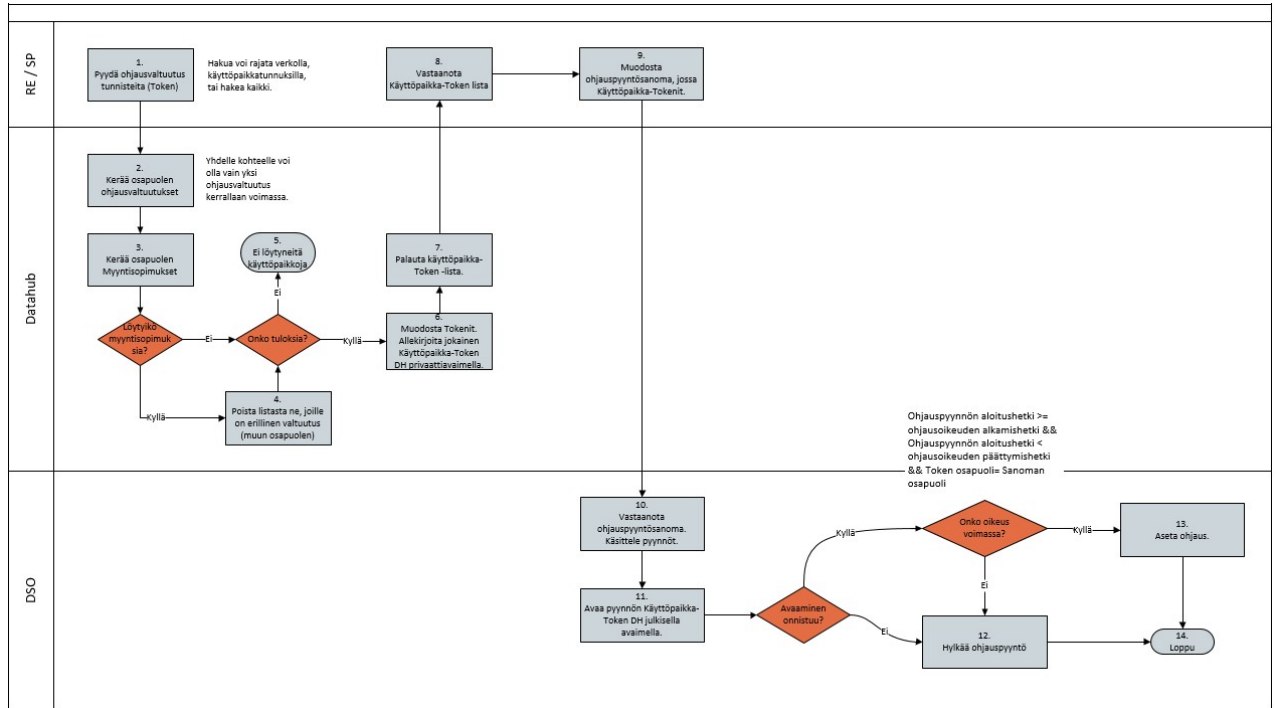 RE / SP
1.
Pyydä ohjausvaltuutus
tunnisteita (Token)
Hakua voi rajata verkolla,
käyttöpaikkatunnuksilla,
tai hakea kaikki.
8.
Vastaanota
Käyttöpaikka-Token lista
9.
Muodosta
ohjauspyyntösanoma, jossa
Käyttöpaikka-Tokenit.
Datahub
2.
Kerää osapuolen
ohjausvaltuutukset
Yhdelle kohteelle voi
olla vain yksi
ohjausvaltuutus
kerrallaan voimassa.
3.
Kerää osapuolen
Myyntisopimukset
5.
Ei löytyneitä
käyttöpaikkoja
Ei
7.
Palauta käyttöpaikka-
Token -lista.
Löytyikö
myyntisopimuk
sia?
Ei
Onko tuloksia?
Kyllä
6.
Muodosta Tokenit.
Allekirjoita jokainen
Käyttöpaikka-Token
DH privaattiavaimella.
Kyllä
4.
Poista listasta ne, joille
on erillinen valtuutus
(muun osapuolen)
Ohjauspyynnön aloitushetki >=
ohjausoikeuden alkamishetki &&
Ohjauspyynnön aloitushetki <
ohjausoikeuden päättymishetki
&& Token osapuoli= Sanoman
osapuoli
DSO
10.
Vastaanota
ohjauspyyntösanoma.
Käsittele pyynnöt.
11.
Avaa pyynnön Käyttöpaikka-
Token DH julkisella
avaimella.
Avaaminen
onnistuu?
Kyllä
Ei
Onko oikeus
voimassa?
Kyllä
Ei
13.
Aseta ohjaus.
12.
Hylkää ohjauspyyntö
14.
Loppu